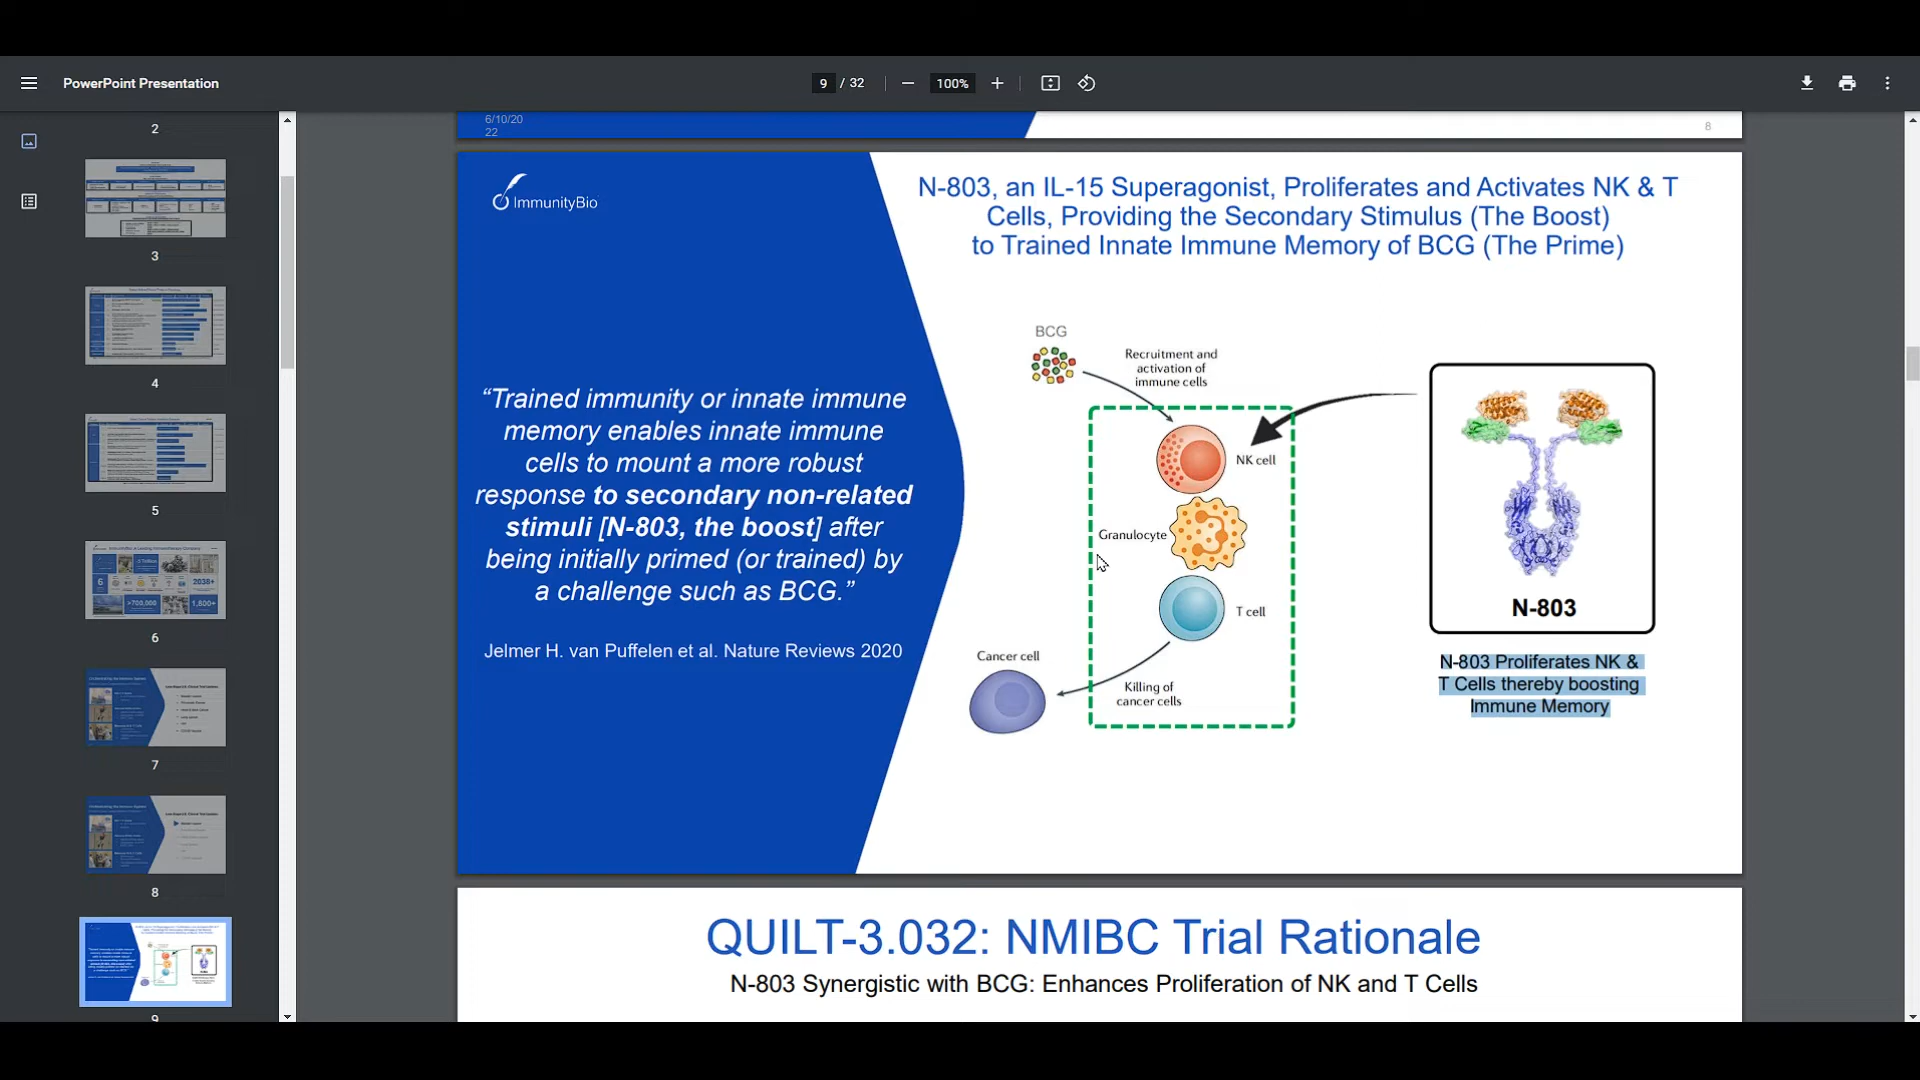 PowerPoint Presentation
9 / 32
100%
2
3
4
5
6
7
8
9
6/10/20
22
8
ImmunityBio
N-803, an IL-15 Superagonist, Proliferates and Activates NK & T
Cells, Providing the Secondary Stimulus (The Boost)
to Trained Innate Immune Memory of BCG (The Prime)
“Trained immunity or innate immune
memory enables innate immune
cells to mount a more robust
response to secondary non-related
stimuli [N-803, the boost] after
being initially primed (or trained) by
a challenge such as BCG.”
Jelmer H. van Puffelen et al. Nature Reviews 2020
BCG
Recruitment and
activation of
immune cells
NK cell
Granulocyte
T cell
Cancer cell
Killing of
cancer cells
N-803
N-803 Proliferates NK &
T Cells thereby boosting
Immune Memory
QUILT-3.032: NMIBC Trial Rationale
N-803 Synergistic with BCG: Enhances Proliferation of NK and T Cells